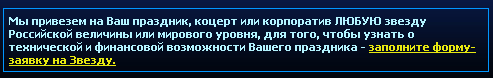 Мы привезем на Ваш праздник, коцерт или корпоратив ЛЮБУЮ звезду
Российской величины или мирового уровня, для того, чтобы узнать о
технической и финансовой возможности Вашего праздника - заполните форму-
заявку на Звезду.